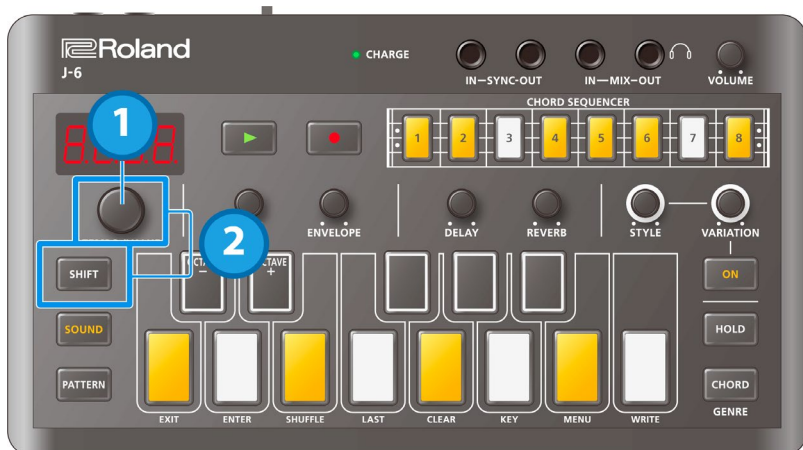 Roland
J-6
CHARGE
IN–SYNC–OUT
IN–MIX–OUT
VOLUME
CHORD SEQUENCER
1
2
3
4
5
6
7
8
1
2
ENVELOPE
DELAY
REVERB
STYLE
VARIATION
SHIFT
OCTAVE
+
ON
SOUND
HOLD
PATTERN
CHORD
GENRE
EXIT
ENTER
SHUFFLE
LAST
CLEAR
KEY
MENU
WRITE